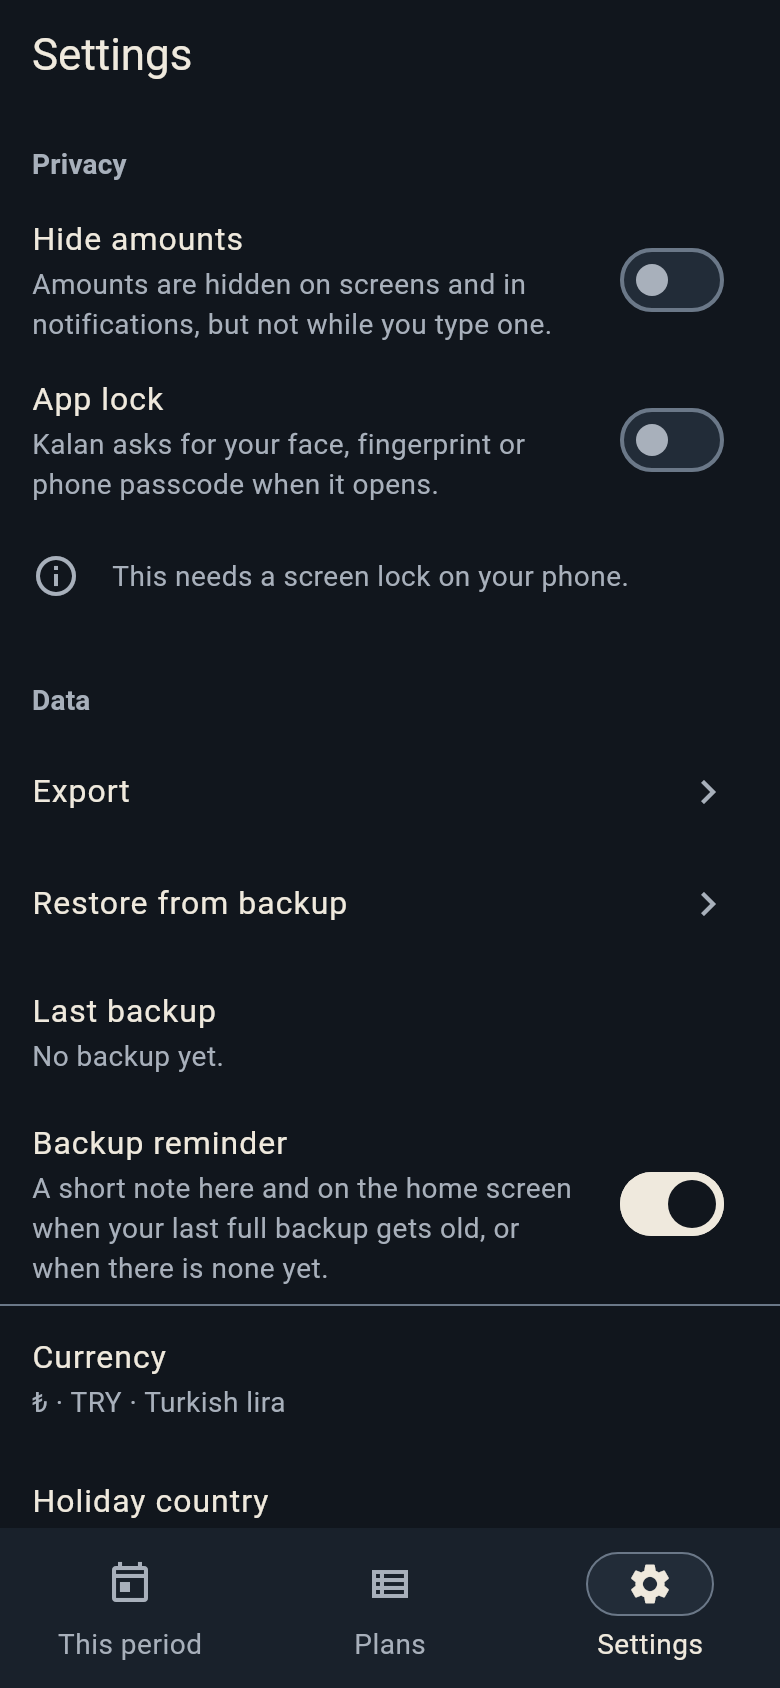 Settings
Privacy
Hide amounts
Amounts are hidden on screens and in
notifications, but not while you type one.
App lock
Kalan asks for your face, fingerprint or
phone passcode when it opens.
This needs a screen lock on your phone.
Data
Export
Restore from backup
Last backup
No backup yet.
Backup reminder
A short note here and on the home screen
when your last full backup gets old, or
when there is none yet.
Currency
₺ · TRY · Turkish lira
Holiday country
This period
Plans
Settings